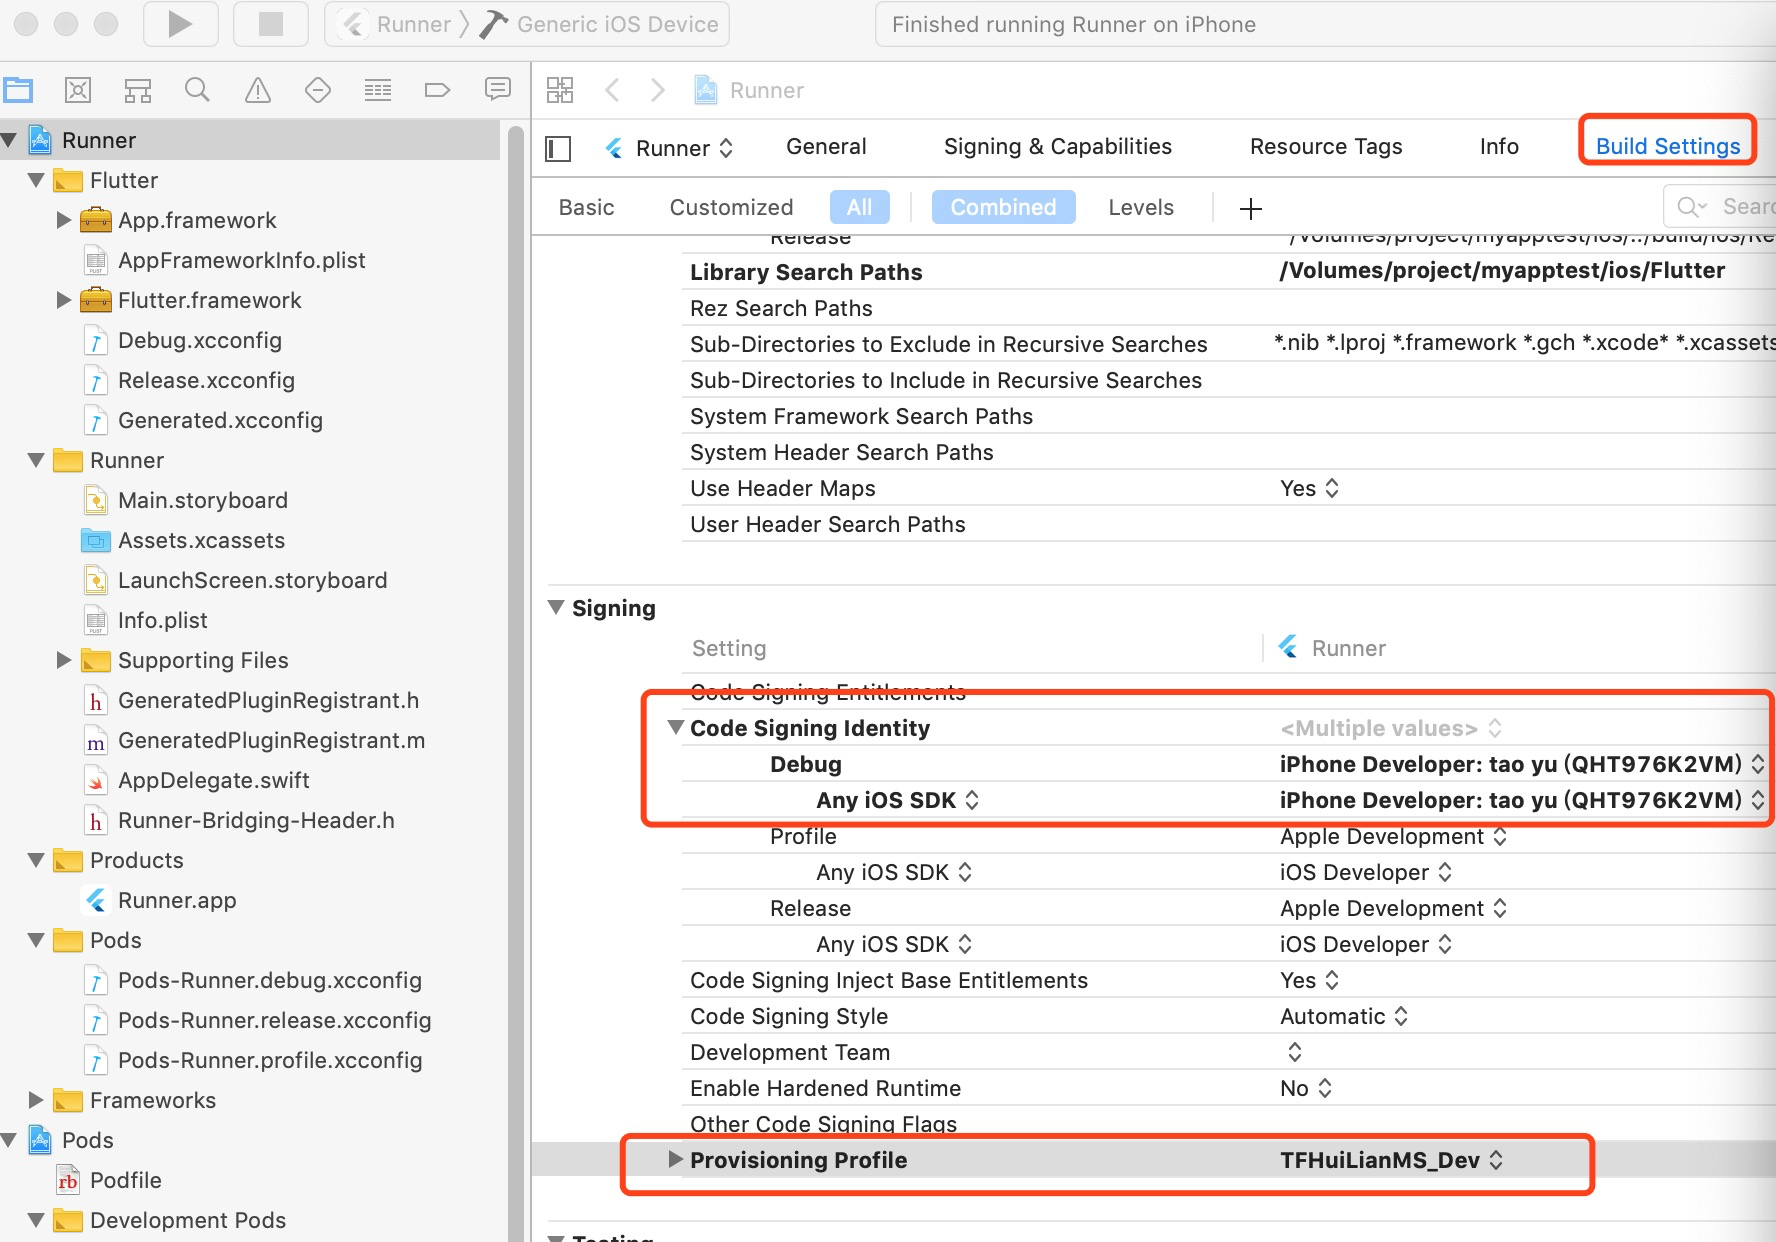 Runner
Generic iOS Device
Finished running Runner on iPhone
Runner
Runner
Runner
General
Signing & Capabilities
Resource Tags
Info
Build Settings
Flutter
Basic
Customized
All
Combined
Levels
Sear
App.framework
Release
AppFrameworkInfo.plist
Library Search Paths
/Volumes/project/myapptest/ios/Flutter
Flutter.framework
Rez Search Paths
Debug.xcconfig
Sub-Directories to Exclude in Recursive Searches
*.nib *.lproj *.framework *.gch *.xcode* *.xcassets
Release.xcconfig
Sub-Directories to Include in Recursive Searches
Generated.xcconfig
System Framework Search Paths
Runner
System Header Search Paths
Main.storyboard
Use Header Maps
Yes
Assets.xcassets
User Header Search Paths
LaunchScreen.storyboard
Info.plist
Signing
Supporting Files
Setting
Runner
GeneratedPluginRegistrant.h
Code Signing Entitlements
GeneratedPluginRegistrant.m
Code Signing Identity
<Multiple values>
AppDelegate.swift
Debug
iPhone Developer: tao yu (QHT976K2VM)
Runner-Bridging-Header.h
Any iOS SDK
iPhone Developer: tao yu (QHT976K2VM)
Products
Profile
Apple Development
Runner.app
Any iOS SDK
iOS Developer
Pods
Release
Apple Development
Pods-Runner.debug.xcconfig
Any iOS SDK
iOS Developer
Pods-Runner.release.xcconfig
Code Signing Inject Base Entitlements
Yes
Pods-Runner.profile.xcconfig
Code Signing Style
Automatic
Frameworks
Development Team
Pods
Enable Hardened Runtime
No
Podfile
Other Code Signing Flags
Development Pods
Provisioning Profile
TFHuiLianMS_Dev
Testing